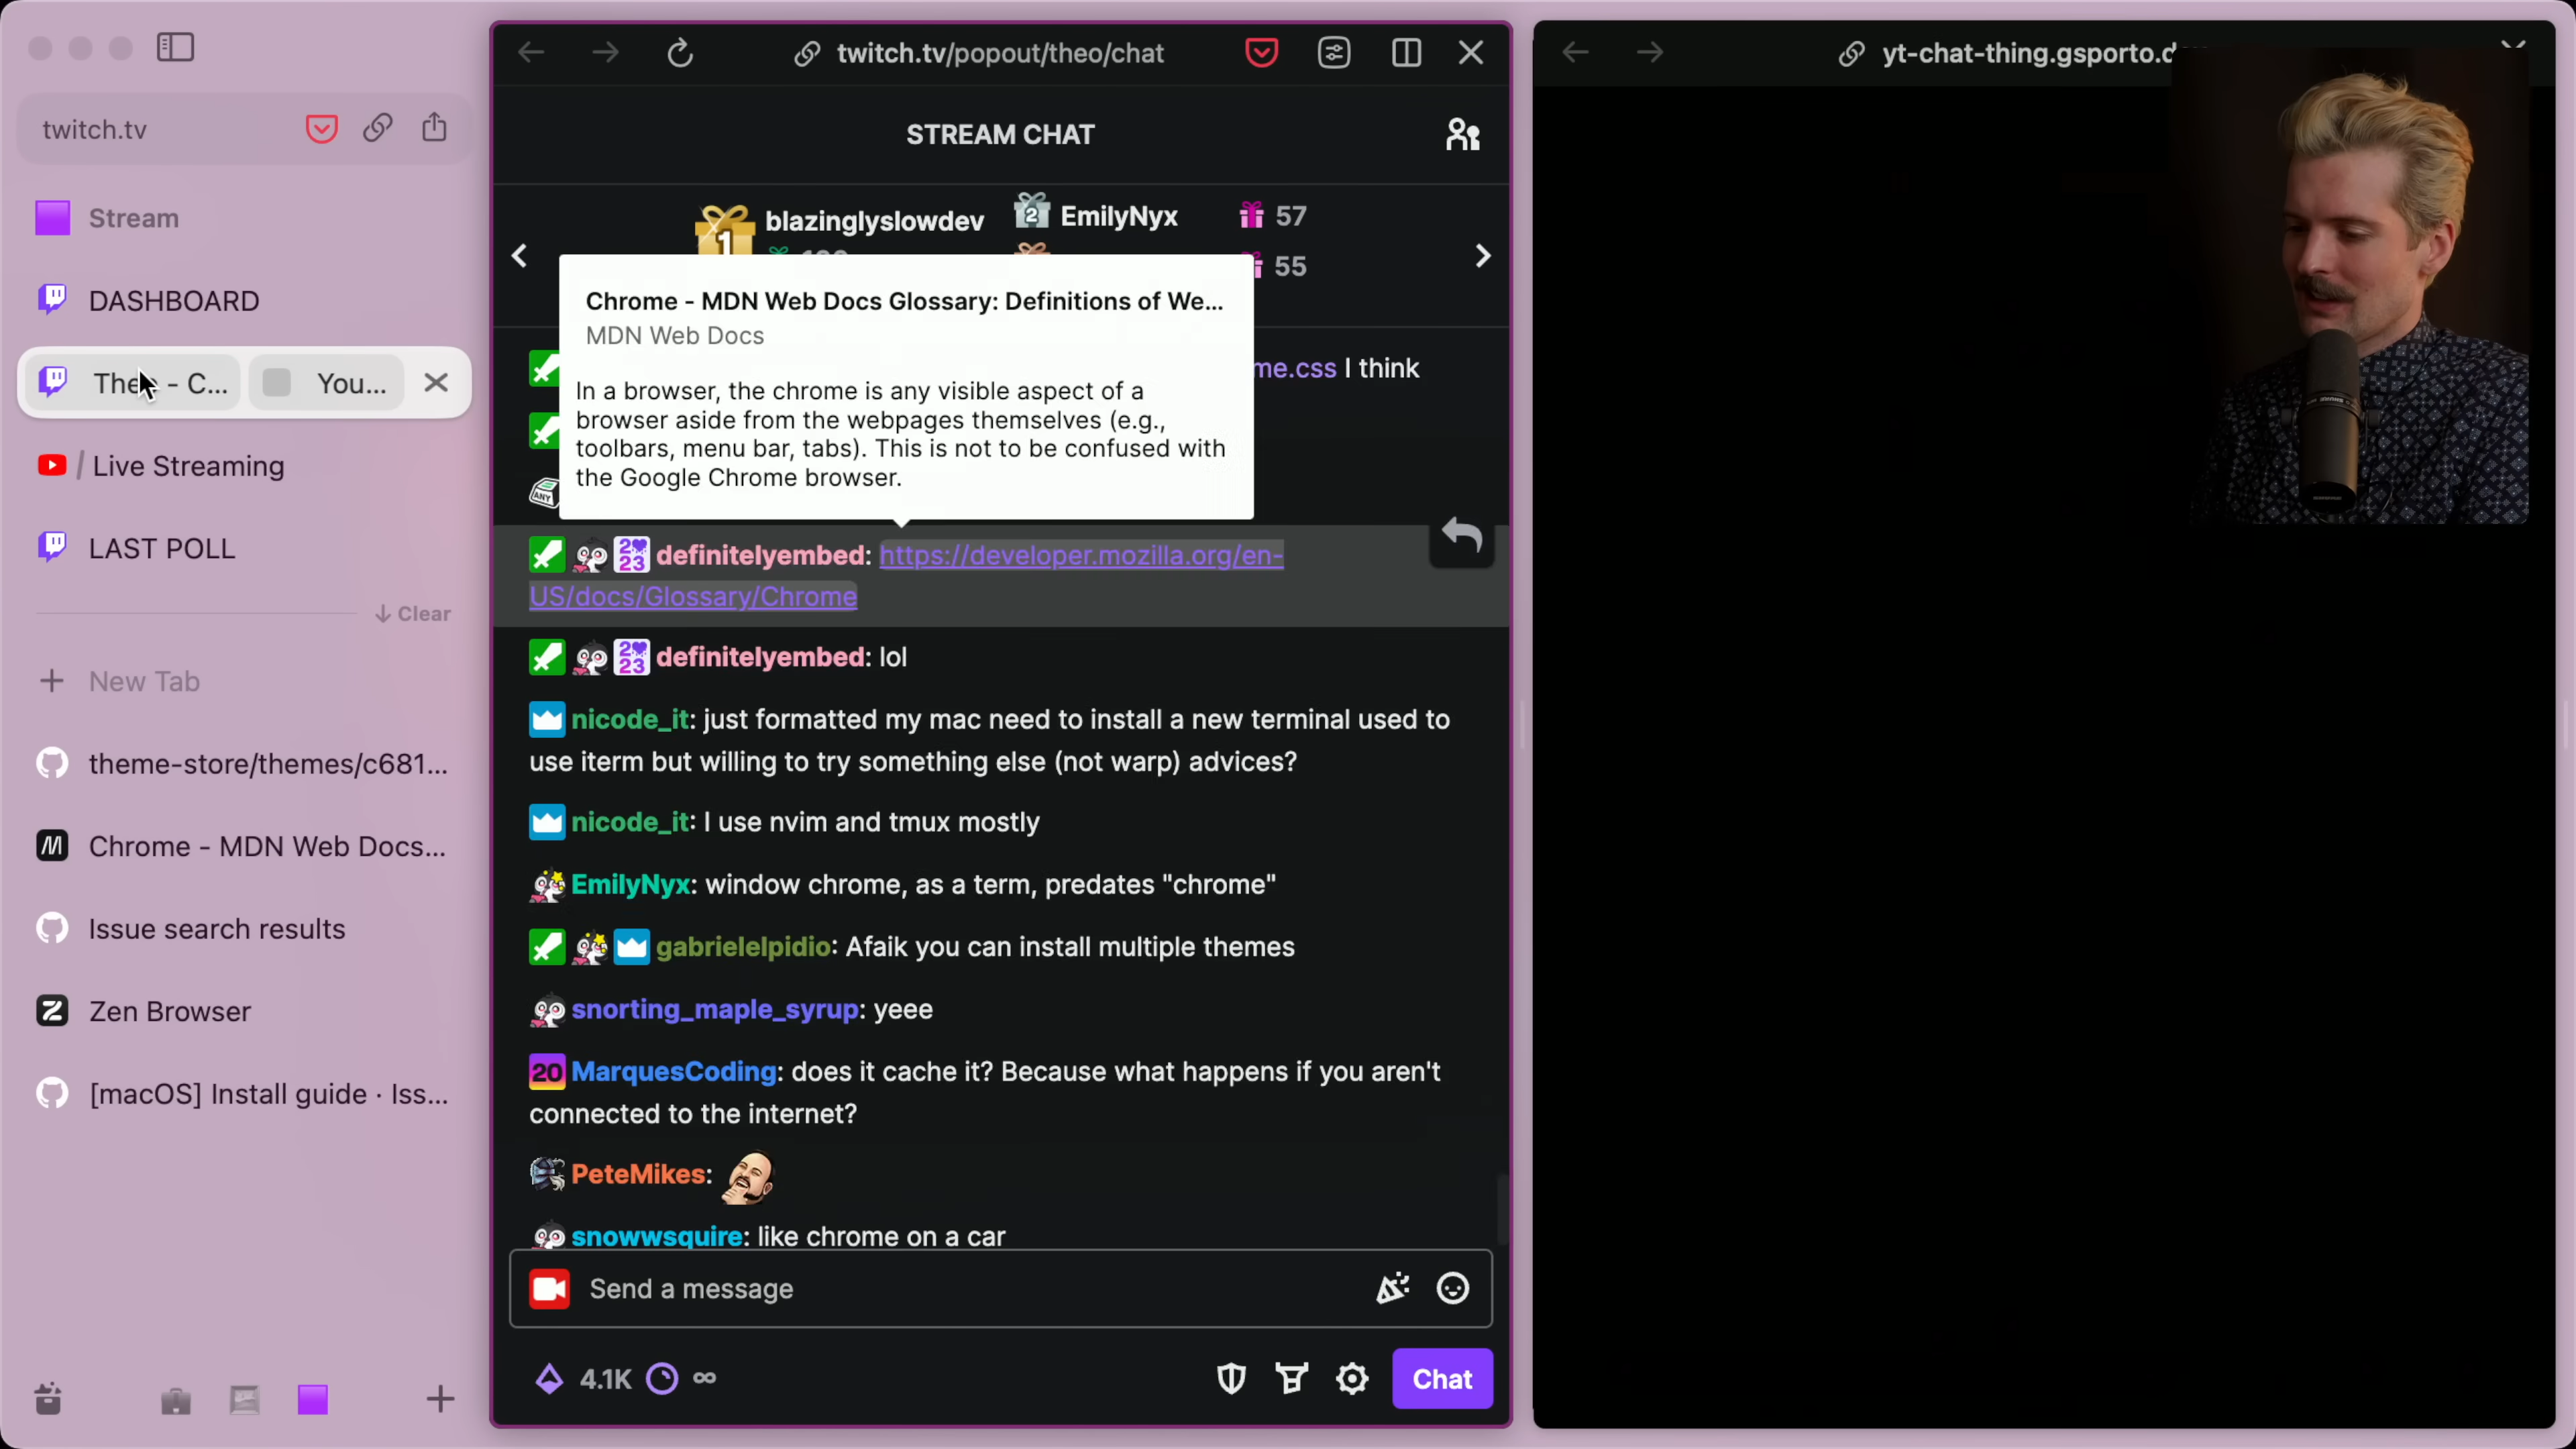 twitch.tv
Stream
DASHBOARD
The - C...
You...
/ Live Streaming
LAST POLL
Clear
New Tab
theme-store/themes/c681...
Chrome - MDN Web Docs...
Issue search results
Zen Browser
[macOS] Install guide · Iss...
twitch.tv/popout/theo/chat
STREAM CHAT
1 blazinglyslowdev
2 EmilyNyx 57
55
Chrome - MDN Web Docs Glossary: Definitions of We...
MDN Web Docs
In a browser, the chrome is any visible aspect of a
browser aside from the webpages themselves (e.g.,
toolbars, menu bar, tabs). This is not to be confused with
the Google Chrome browser.
me.css I think
ANY
2023 definitelyembed: https://developer.mozilla.org/en-
US/docs/Glossary/Chrome
2023 definitelyembed: lol
nicode_it: just formatted my mac need to install a new terminal used to
use iterm but willing to try something else (not warp) advices?
nicode_it: I use nvim and tmux mostly
EmilyNyx: window chrome, as a term, predates "chrome"
gabrielelpidio: Afaik you can install multiple themes
snorting_maple_syrup: yeee
20 MarquesCoding: does it cache it? Because what happens if you aren't
connected to the internet?
PeteMikes:
snowwsquire: like chrome on a car
Send a message
4.1K ∞
Chat
yt-chat-thing.gsporto.d